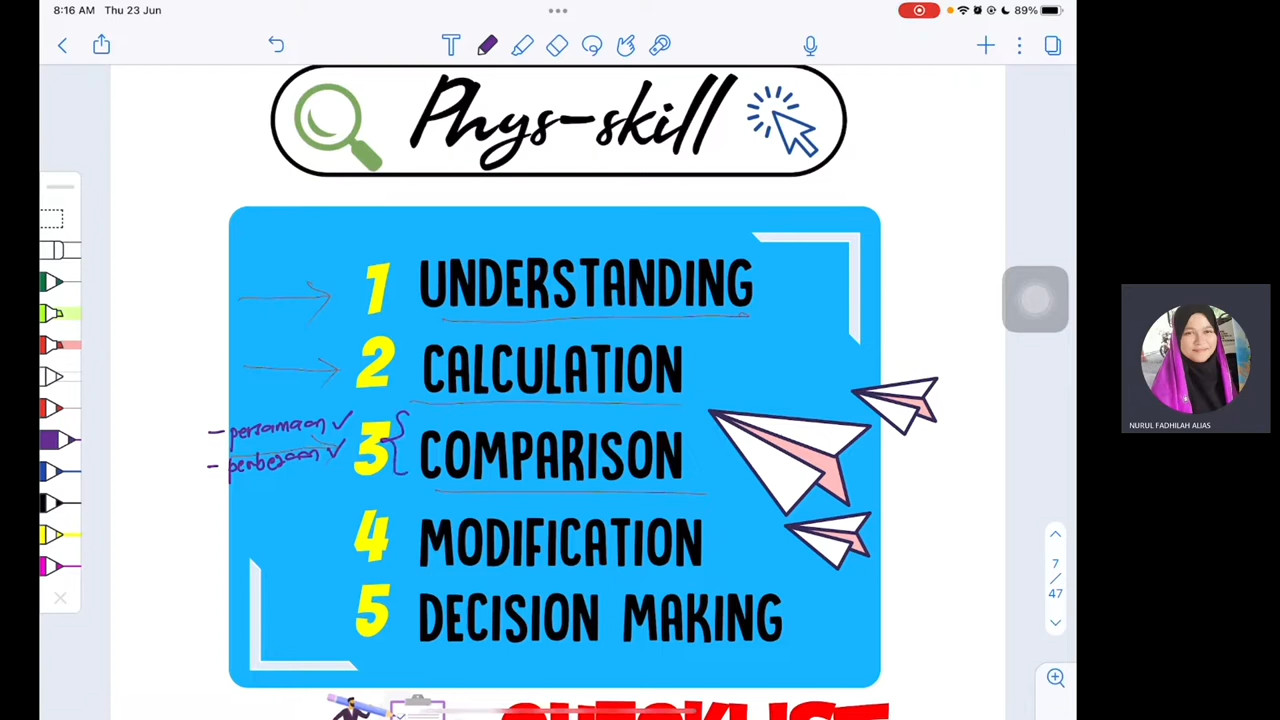 8:16 AM Thu 23 Jun
89%
Phys-skill
1 UNDERSTANDING
2 CALCULATION
- persamaan ✓
- perbezaan ✓
3 COMPARISON
4 MODIFICATION
5 DECISION MAKING
7
/
47
CHECKLIST
NURUL FADHILAH ALIAS